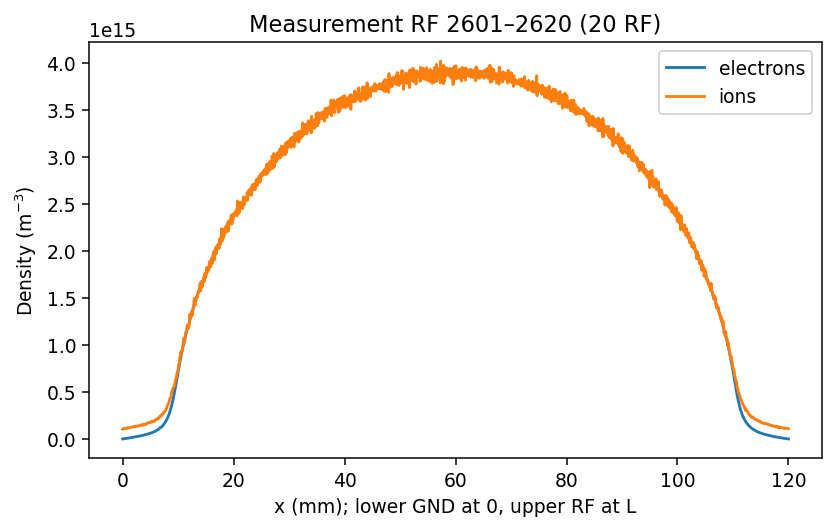 Measurement RF 2601–2620 (20 RF)
1e15
electrons
ions
4.0
3.5
3.0
2.5
2.0
1.5
1.0
0.5
0.0
Density (m⁻³)
0 20 40 60 80 100 120
x (mm); lower GND at 0, upper RF at L